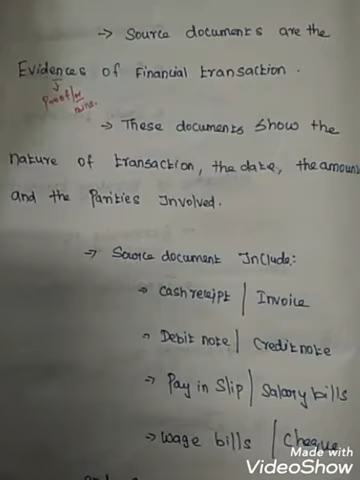 → Source documents are the
Evidences of Financial transaction.
Proof/or
→ These documents show the
nature of transaction, the date, the amount
and the Parities Involved.
→ Source document Include:
→ cash receipt | Invoice
→ Debit note | Credit note
→ Pay in Slip | Salary bills
→ Wage bills | Cheque
Made with
VideoShow